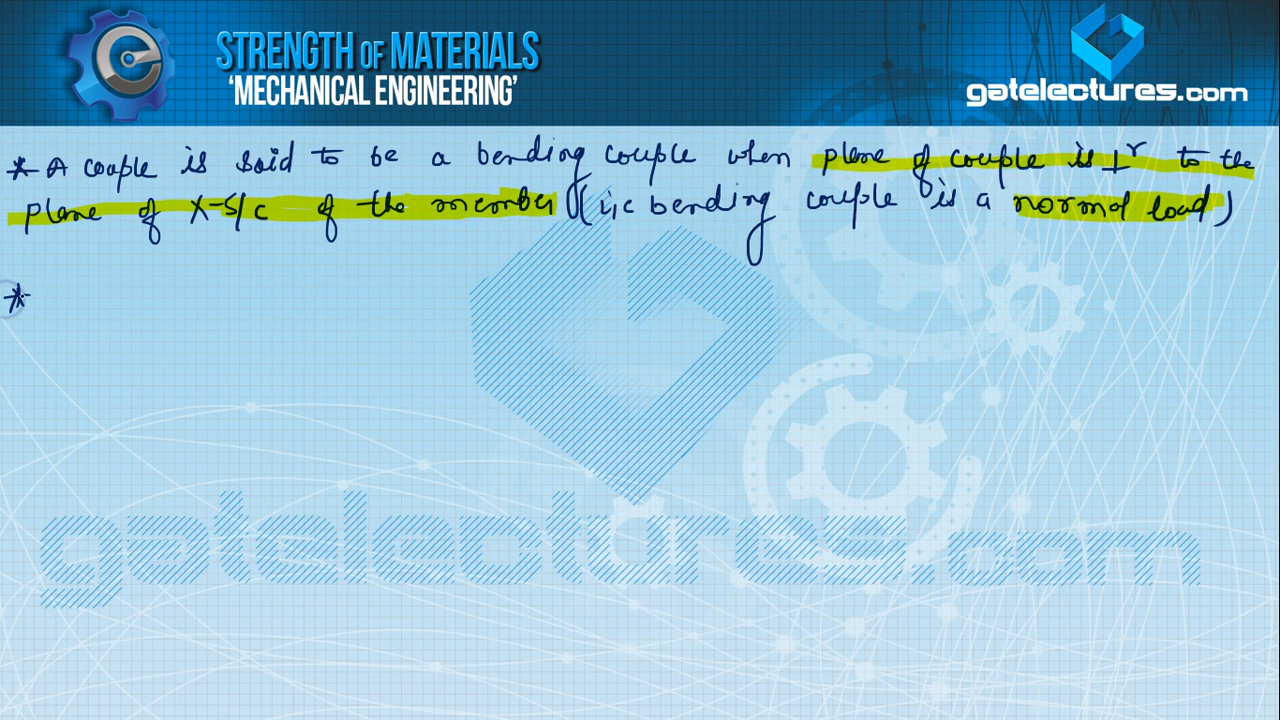 STRENGTH OF MATERIALS
'MECHANICAL ENGINEERING'
gatelectures.com
* A couple is said to be a bending couple when plane of couple is ⊥r to the
plane of X-S/C of the member (i,e bending couple is a normal load)
*
gatelectures.com